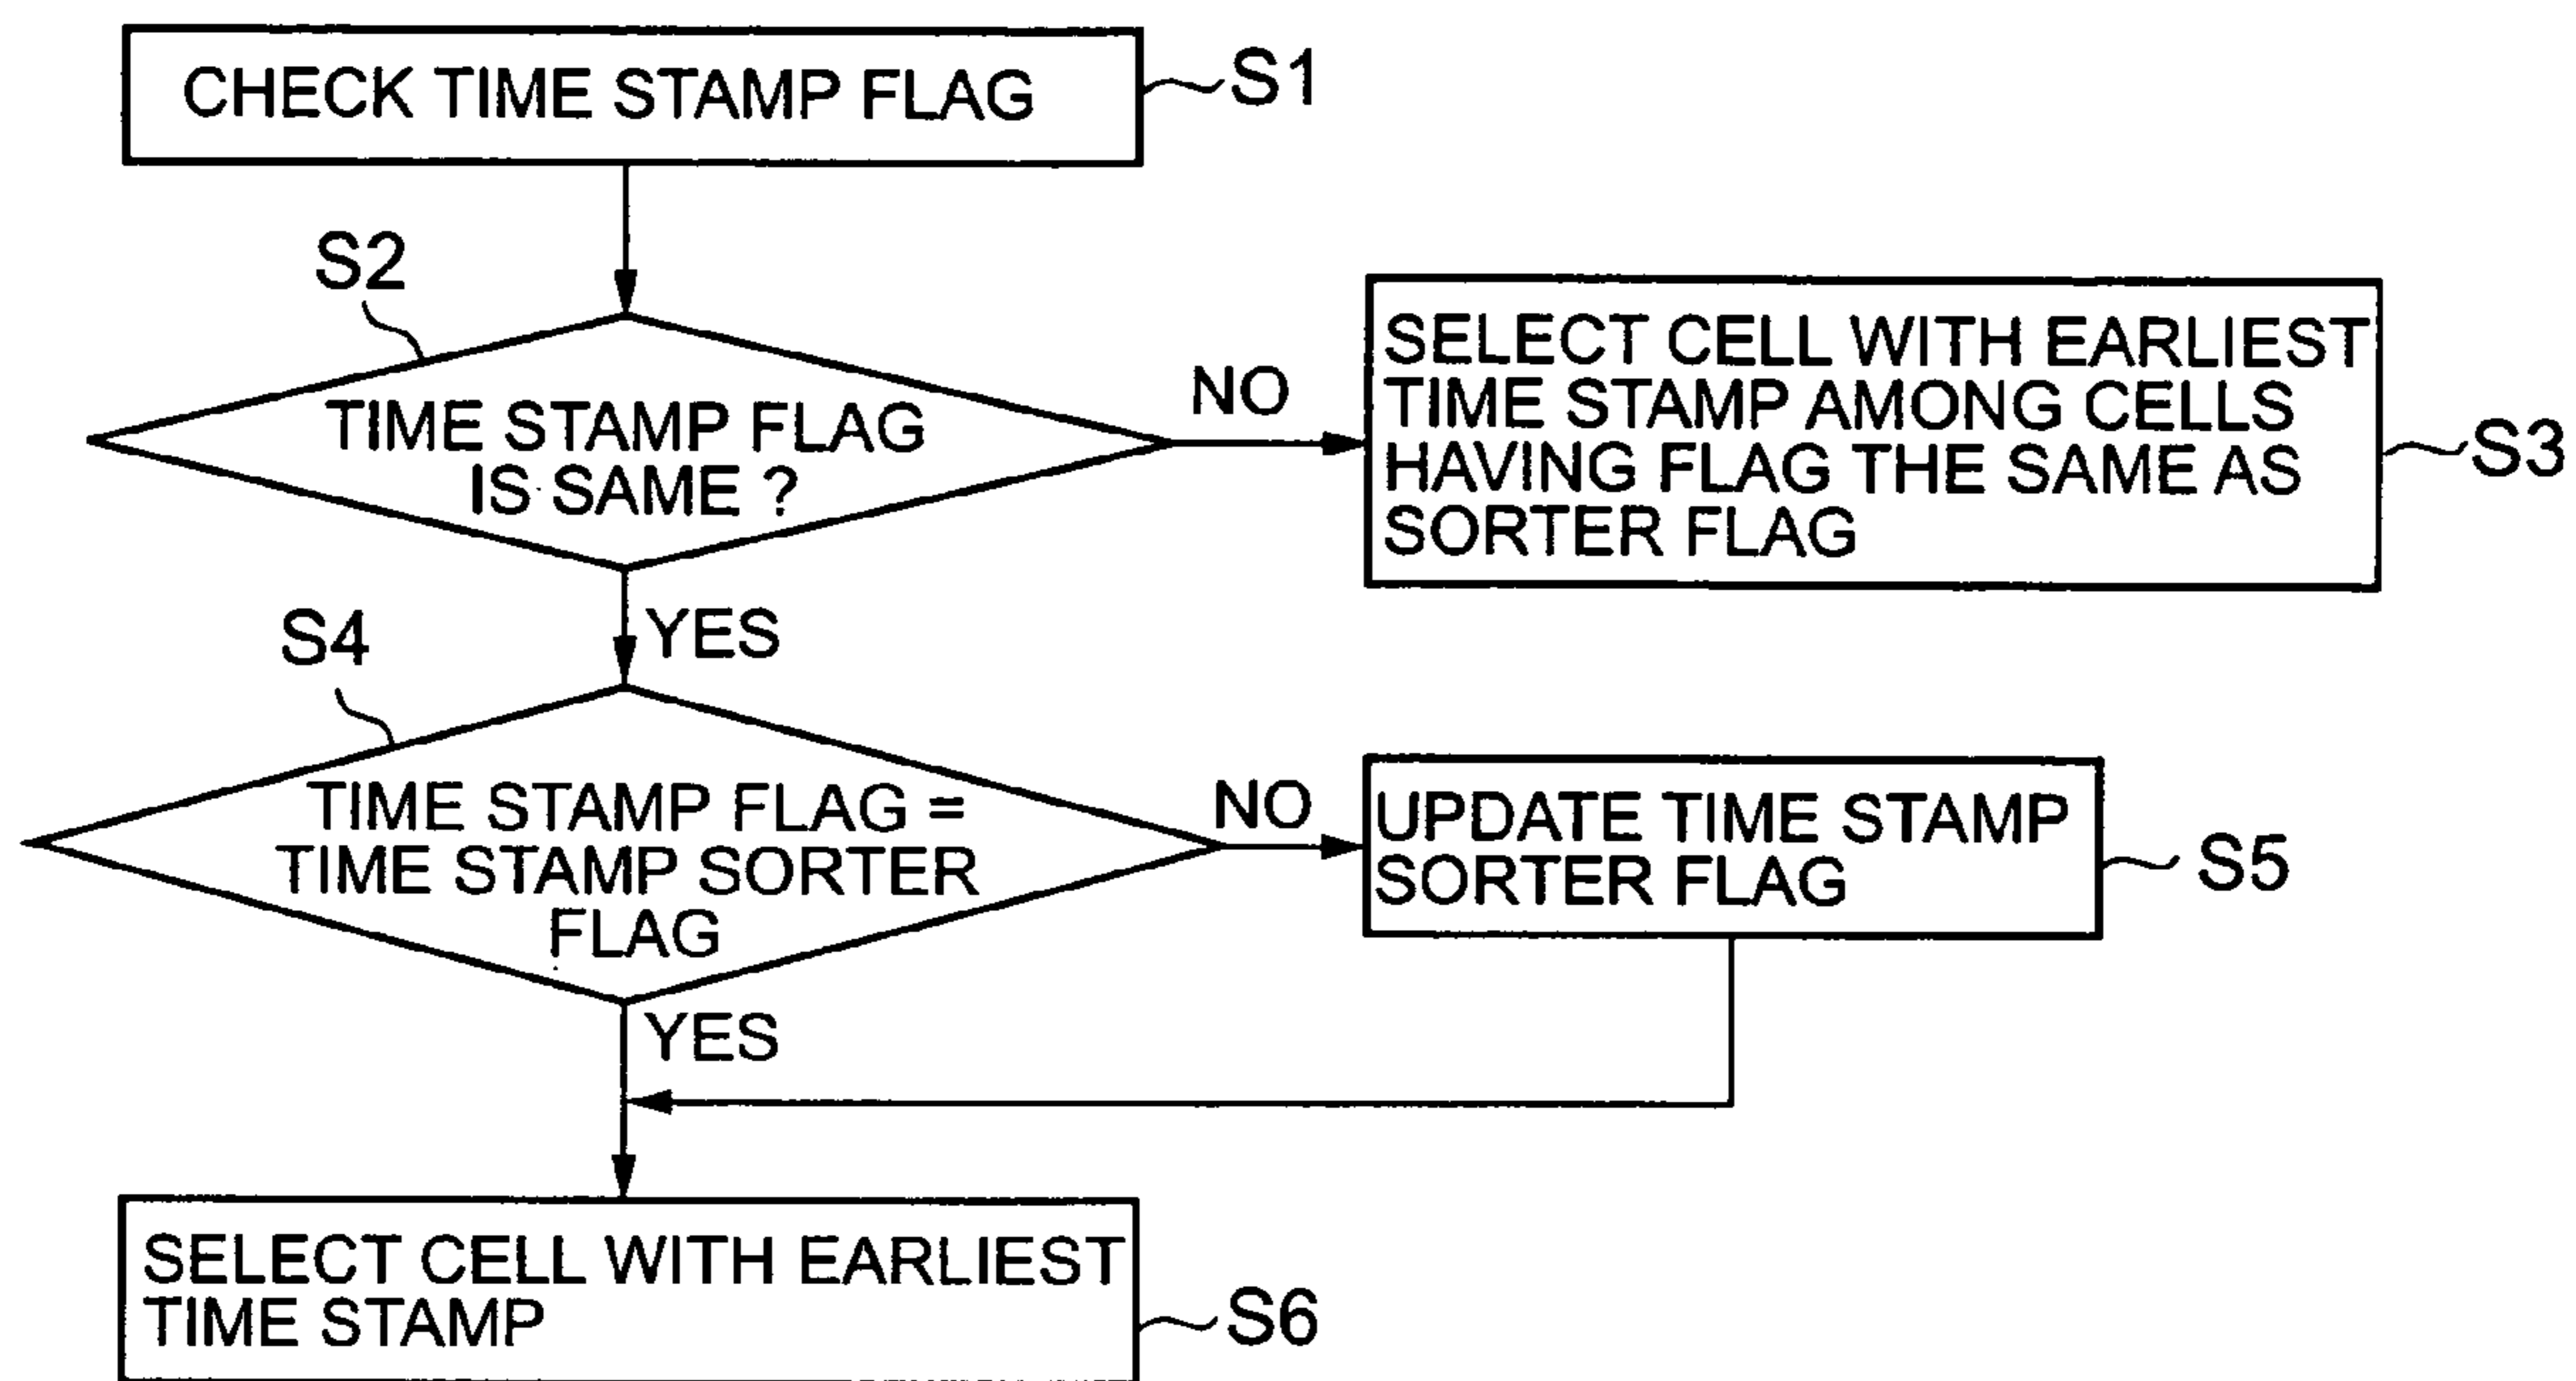 CHECK TIME STAMP FLAG
S1
S2
TIME STAMP FLAG
IS SAME ?
NO
SELECT CELL WITH EARLIEST
TIME STAMP AMONG CELLS
HAVING FLAG THE SAME AS
SORTER FLAG
S3
YES
S4
TIME STAMP FLAG =
TIME STAMP SORTER
FLAG
NO
UPDATE TIME STAMP
SORTER FLAG
S5
YES
SELECT CELL WITH EARLIEST
TIME STAMP
S6